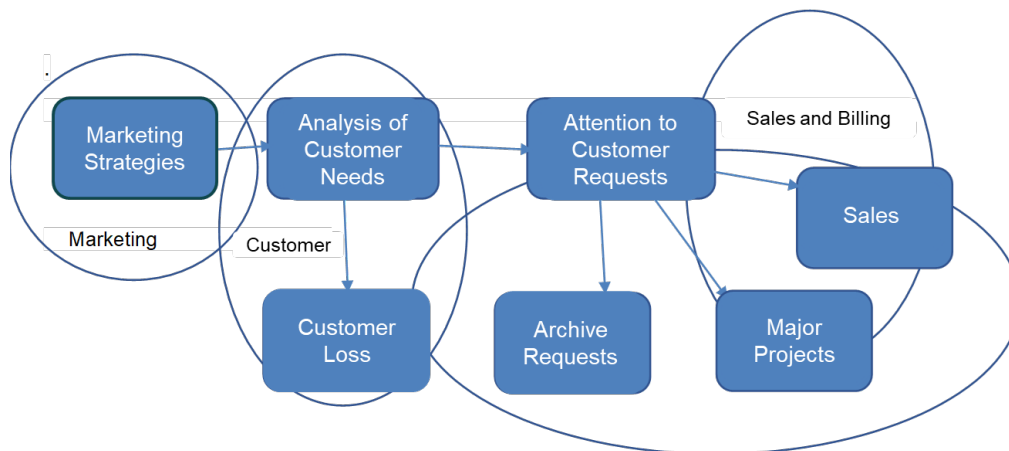 .
Marketing
Strategies
Analysis of
Customer
Needs
Attention to
Customer
Requests
Sales and Billing
Sales
Marketing
Customer
Customer
Loss
Archive
Requests
Major
Projects